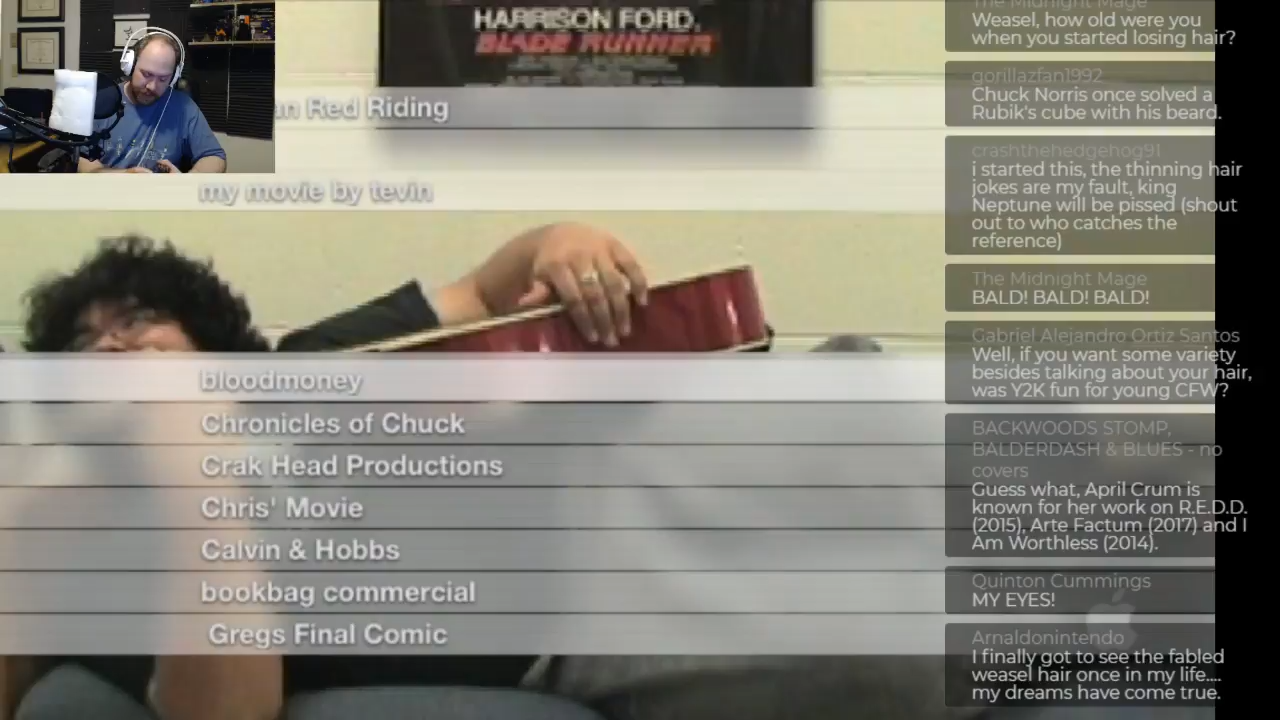 HARRISON FORD.
BLADE RUNNER
an Red Riding
my movie by tevin
bloodmoney
Chronicles of Chuck
Crak Head Productions
Chris' Movie
Calvin & Hobbs
bookbag commercial
Gregs Final Comic
The Midnight Mage
Weasel, how old were you
when you started losing hair?
gorillazfan1992
Chuck Norris once solved a
Rubik's cube with his beard.
crashthehedgehog91
i started this, the thinning hair
jokes are my fault, king
Neptune will be pissed (shout
out to who catches the
reference)
The Midnight Mage
BALD! BALD! BALD!
Gabriel Alejandro Ortiz Santos
Well, if you want some variety
besides talking about your hair,
was Y2K fun for young CFW?
BACKWOODS STOMP,
BALDERDASH & BLUES - no
covers
Guess what, April Crum is
known for her work on R.E.D.D.
(2015), Arte Factum (2017) and I
Am Worthless (2014).
Quinton Cummings
MY EYES!
Arnaldonintendo
I finally got to see the fabled
weasel hair once in my life....
my dreams have come true.